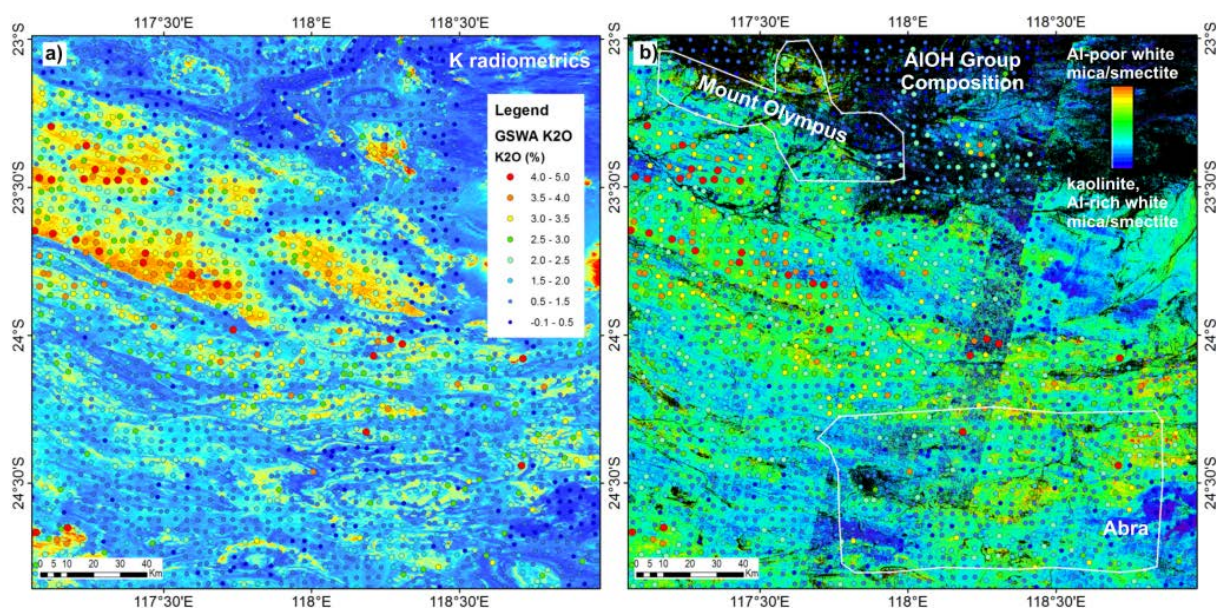 117°30'E 118°E 118°30'E
117°30'E 118°E 118°30'E
23°S
23°30'S
24°S
24°30'S
a)
K radiometrics
Legend
GSWA K2O
K2O (%)
4.0 - 5.0
3.5 - 4.0
3.0 - 3.5
2.5 - 3.0
2.0 - 2.5
1.5 - 2.0
0.5 - 1.5
-0.1 - 0.5
0 5 10 20 30 40
Km
117°30'E 118°E 118°30'E
b)
AlOH Group
Composition
Al-poor white
mica/smectite
kaolinite,
Al-rich white
mica/smectite
Mount Olympus
Abra
0 5 10 20 30 40
Km
23°S
23°30'S
24°S
24°30'S
117°30'E 118°E 118°30'E